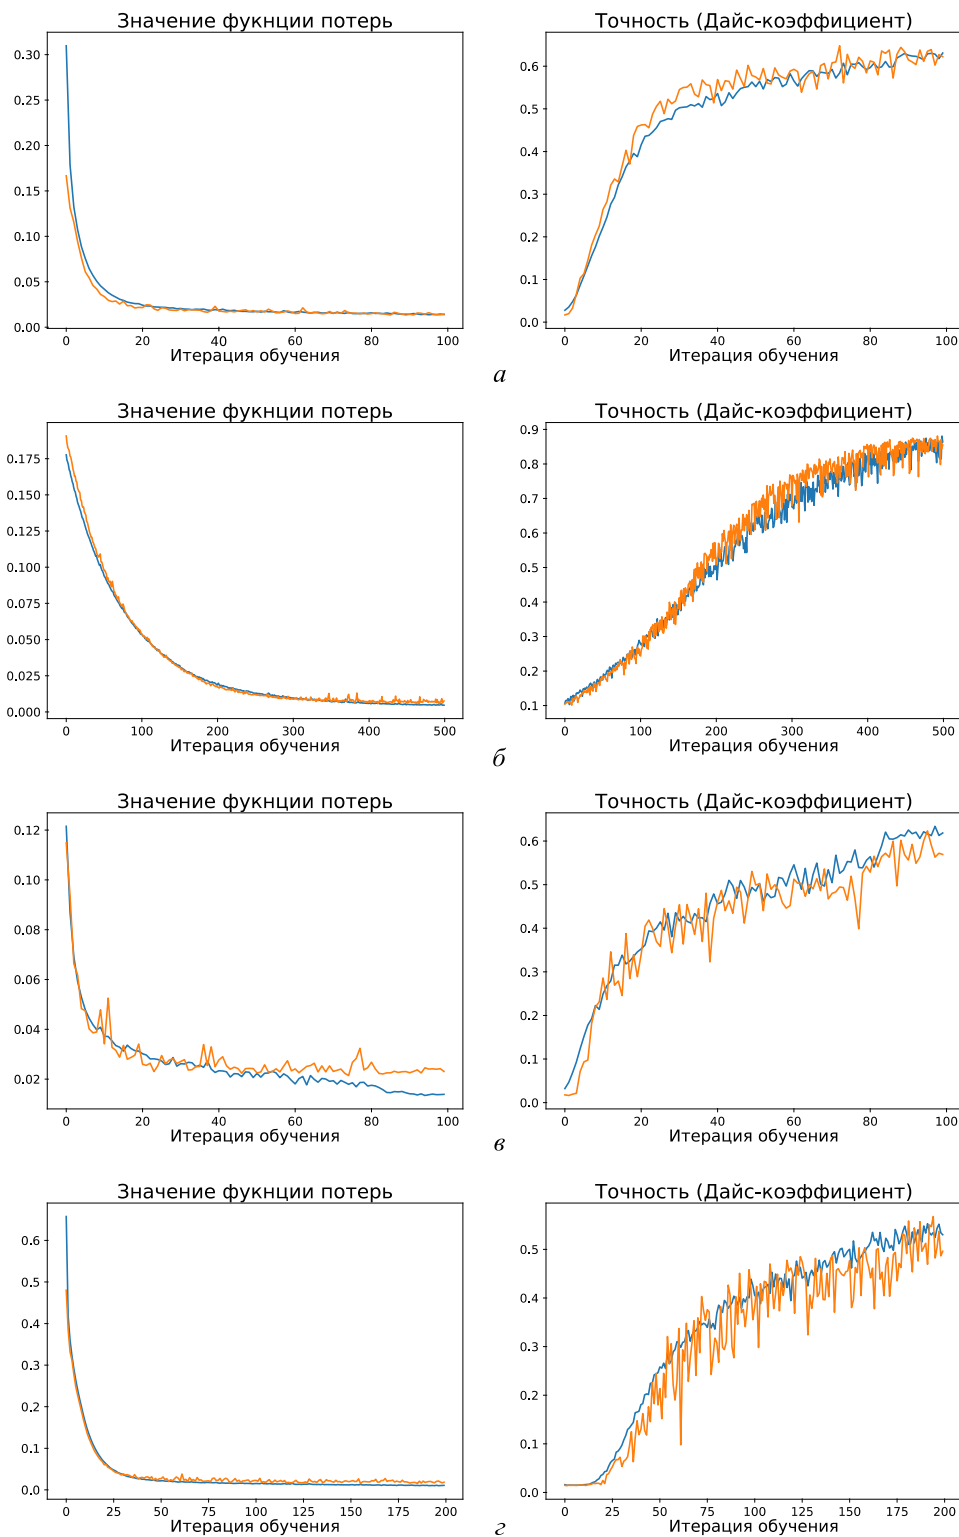 Значение фукнции потерь
Точность (Дайс-коэффициент)
0.30
0.25
0.20
0.15
0.10
0.05
0.00
0 20 40 60 80 100
Итерация обучения
0.6
0.5
0.4
0.3
0.2
0.1
0.0
0 20 40 60 80 100
Итерация обучения
а
Значение фукнции потерь
Точность (Дайс-коэффициент)
0.175
0.150
0.125
0.100
0.075
0.050
0.025
0.000
0 100 200 300 400 500
Итерация обучения
0.9
0.8
0.7
0.6
0.5
0.4
0.3
0.2
0.1
0 100 200 300 400 500
Итерация обучения
б
Значение фукнции потерь
Точность (Дайс-коэффициент)
0.12
0.10
0.08
0.06
0.04
0.02
0 20 40 60 80 100
Итерация обучения
0.6
0.5
0.4
0.3
0.2
0.1
0.0
0 20 40 60 80 100
Итерация обучения
в
Значение фукнции потерь
Точность (Дайс-коэффициент)
0.6
0.5
0.4
0.3
0.2
0.1
0.0
0 25 50 75 100 125 150 175 200
Итерация обучения
0.5
0.4
0.3
0.2
0.1
0.0
0 25 50 75 100 125 150 175 200
Итерация обучения
г